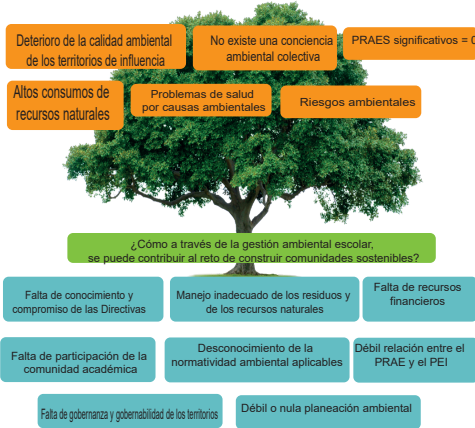 Deterioro de la calidad ambiental
de los territorios de influencia
No existe una conciencia
ambiental colectiva
PRAES significativos = 0
Altos consumos de
recursos naturales
Problemas de salud
por causas ambientales
Riesgos ambientales
¿Cómo a través de la gestión ambiental escolar,
se puede contribuir al reto de construir comunidades sostenibles?
Falta de conocimiento y
compromiso de las Directivas
Manejo inadecuado de los residuos y
de los recursos naturales
Falta de recursos
financieros
Falta de participación de la
comunidad académica
Desconocimiento de la
normatividad ambiental aplicables
Débil relación entre el
PRAE y el PEI
Falta de gobernanza y gobernabilidad de los territorios
Débil o nula planeación ambiental